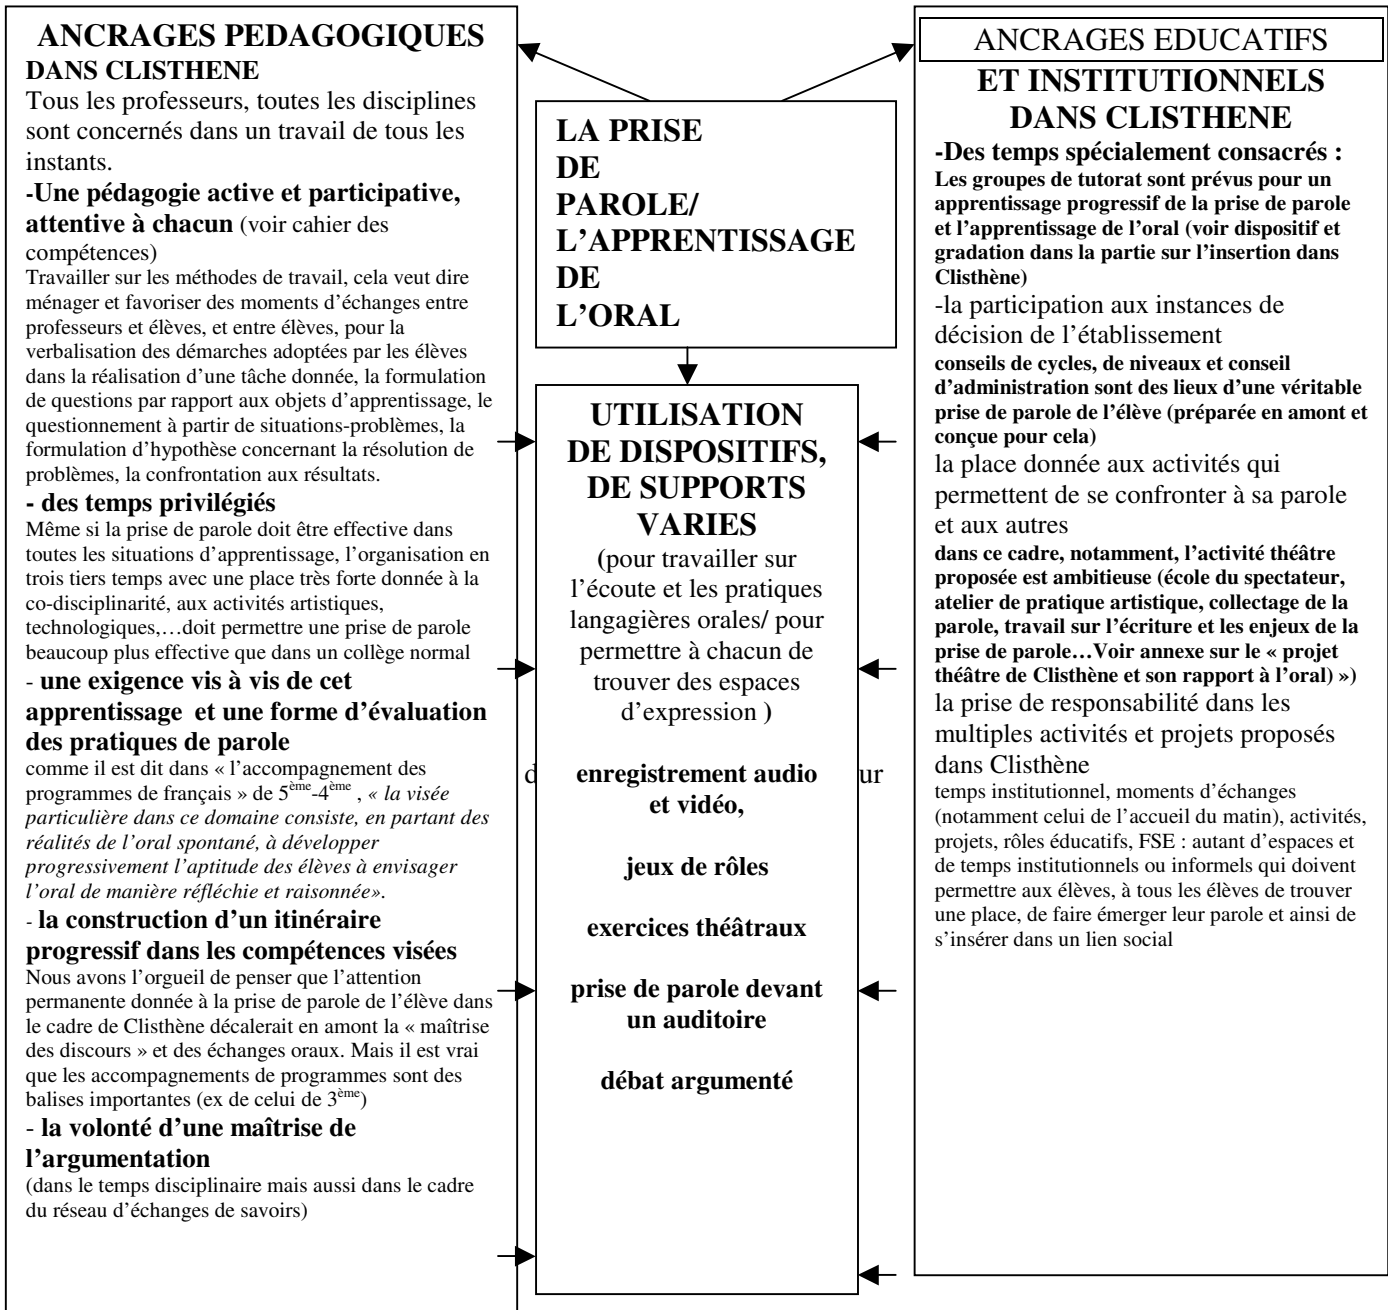 ANCRAGES PEDAGOGIQUES
DANS CLISTHENE
Tous les professeurs, toutes les disciplines
sont concernés dans un travail de tous les
instants.
-Une pédagogie active et participative,
attentive à chacun (voir cahier des
compétences)
Travailler sur les méthodes de travail, cela veut dire
ménager et favoriser des moments d’échanges entre
professeurs et élèves, et entre élèves, pour la
verbalisation des démarches adoptées par les élèves
dans la réalisation d’une tâche donnée, la formulation
de questions par rapport aux objets d’apprentissage, le
questionnement à partir de situations-problèmes, la
formulation d’hypothèse concernant la résolution de
problèmes, la confrontation aux résultats.
- des temps privilégiés
Même si la prise de parole doit être effective dans
toutes les situations d’apprentissage, l’organisation en
trois tiers temps avec une place très forte donnée à la
co-disciplinarité, aux activités artistiques,
technologiques,…doit permettre une prise de parole
beaucoup plus effective que dans un collège normal
- une exigence vis à vis de cet
apprentissage et une forme d’évaluation
des pratiques de parole
comme il est dit dans « l’accompagnement des
programmes de français » de 5ème-4ème , « la visée
particulière dans ce domaine consiste, en partant des
réalités de l’oral spontané, à développer
progressivement l’aptitude des élèves à envisager
l’oral de manière réfléchie et raisonnée».
- la construction d’un itinéraire
progressif dans les compétences visées
Nous avons l’orgueil de penser que l’attention
permanente donnée à la prise de parole de l’élève dans
le cadre de Clisthène décalerait en amont la « maîtrise
des discours » et des échanges oraux. Mais il est vrai
que les accompagnements de programmes sont des
balises importantes (ex de celui de 3ème)
- la volonté d’une maîtrise de
l’argumentation
(dans le temps disciplinaire mais aussi dans le cadre
du réseau d’échanges de savoirs)
LA PRISE
DE
PAROLE/
L’APPRENTISSAGE
DE
L’ORAL
UTILISATION
DE DISPOSITIFS,
DE SUPPORTS
VARIES
(pour travailler sur
l’écoute et les pratiques
langagières orales/ pour
permettre à chacun de
trouver des espaces
d’expression )
enregistrement audio
et vidéo,
jeux de rôles
exercices théâtraux
prise de parole devant
un auditoire
débat argumenté
ANCRAGES EDUCATIFS
ET INSTITUTIONNELS
DANS CLISTHENE
-Des temps spécialement consacrés :
Les groupes de tutorat sont prévus pour un
apprentissage progressif de la prise de parole
et l’apprentissage de l’oral (voir dispositif et
gradation dans la partie sur l’insertion dans
Clisthène)
-la participation aux instances de
décision de l’établissement
conseils de cycles, de niveaux et conseil
d’administration sont des lieux d’une véritable
prise de parole de l’élève (préparée en amont et
conçue pour cela)
la place donnée aux activités qui
permettent de se confronter à sa parole
et aux autres
dans ce cadre, notamment, l’activité théâtre
proposée est ambitieuse (école du spectateur,
atelier de pratique artistique, collectage de la
parole, travail sur l’écriture et les enjeux de la
prise de parole…Voir annexe sur le « projet
théâtre de Clisthène et son rapport à l’oral) »)
la prise de responsabilité dans les
multiples activités et projets proposés
dans Clisthène
temps institutionnel, moments d’échanges
(notamment celui de l’accueil du matin), activités,
projets, rôles éducatifs, FSE : autant d’espaces et
de temps institutionnels ou informels qui doivent
permettre aux élèves, à tous les élèves de trouver
une place, de faire émerger leur parole et ainsi de
s’insérer dans un lien social